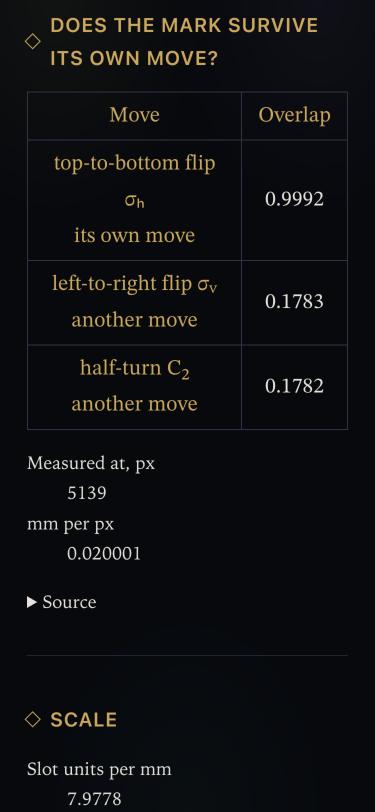 DOES THE MARK SURVIVE
ITS OWN MOVE?
Move Overlap
top-to-bottom flip
σh
its own move
0.9992
left-to-right flip σv
another move
0.1783
half-turn C2
another move
0.1782
Measured at, px
5139
mm per px
0.020001
Source
SCALE
Slot units per mm
7.9778